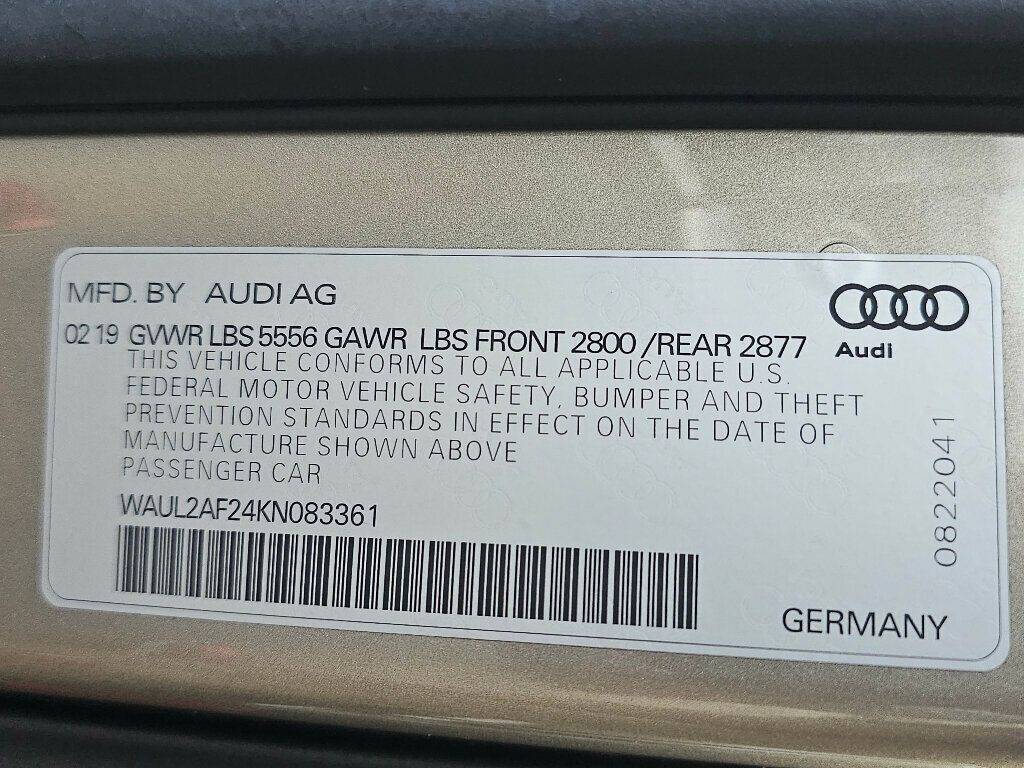 MFD. BY AUDI AG
02 19 GVWR LBS 5556 GAWR LBS FRONT 2800 /REAR 2877
THIS VEHICLE CONFORMS TO ALL APPLICABLE U.S.
FEDERAL MOTOR VEHICLE SAFETY, BUMPER AND THEFT
PREVENTION STANDARDS IN EFFECT ON THE DATE OF
MANUFACTURE SHOWN ABOVE
PASSENGER CAR
WAUL2AF24KN083361
Audi
0822041
GERMANY